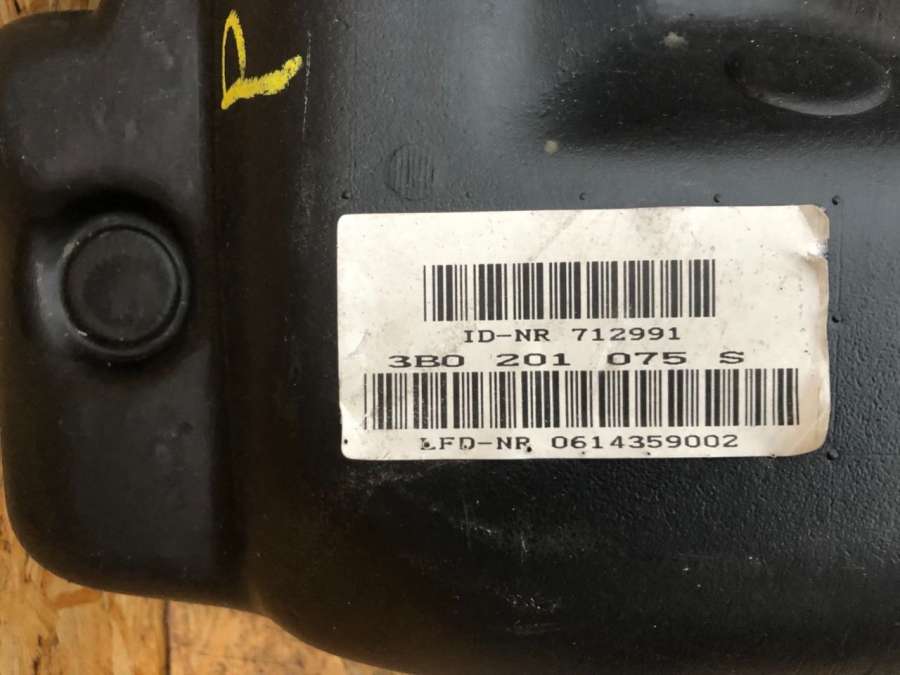 ID-NR 712991
3B0 201 075 S
LFD-NR 0614359002